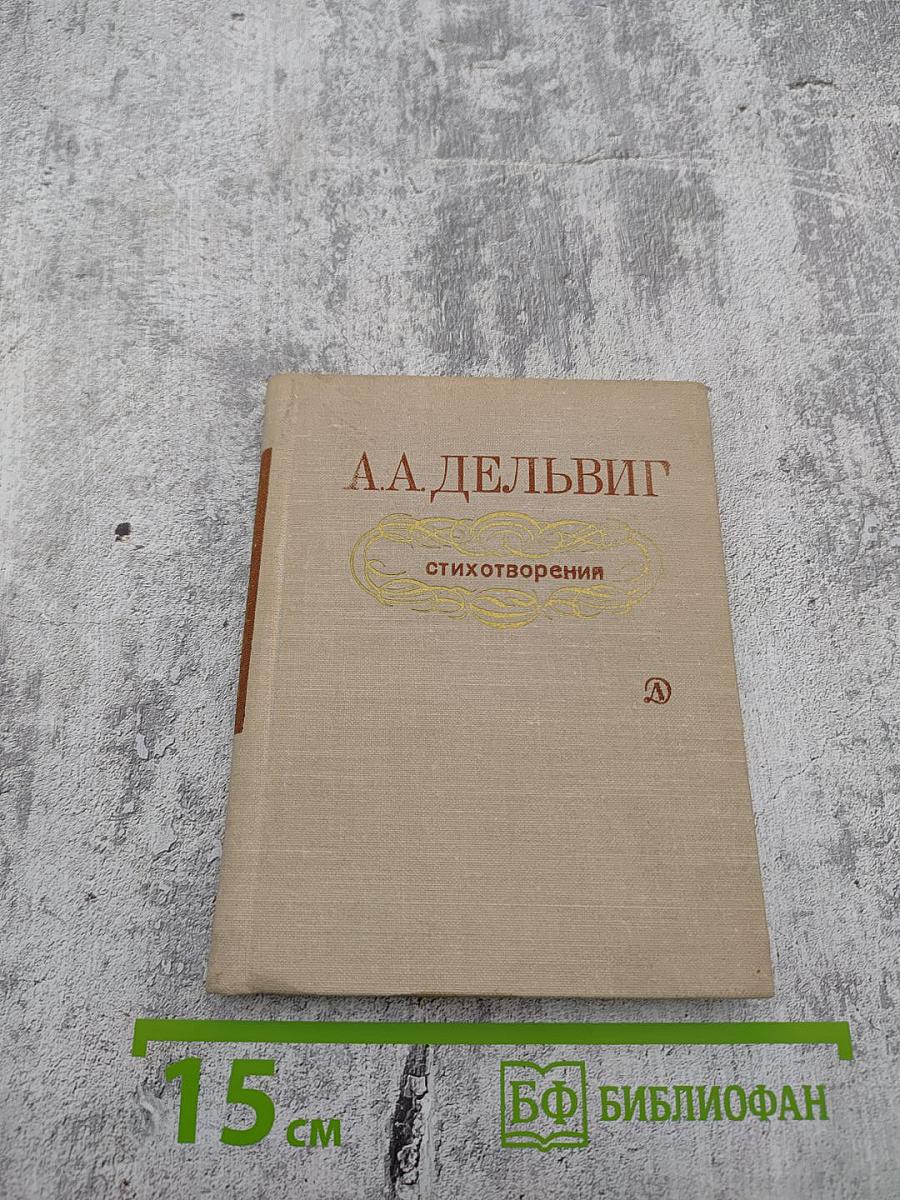 А.А. ДЕЛЬВИГ
стихотворения
Д
15 см
БФ БИБЛИОФАН